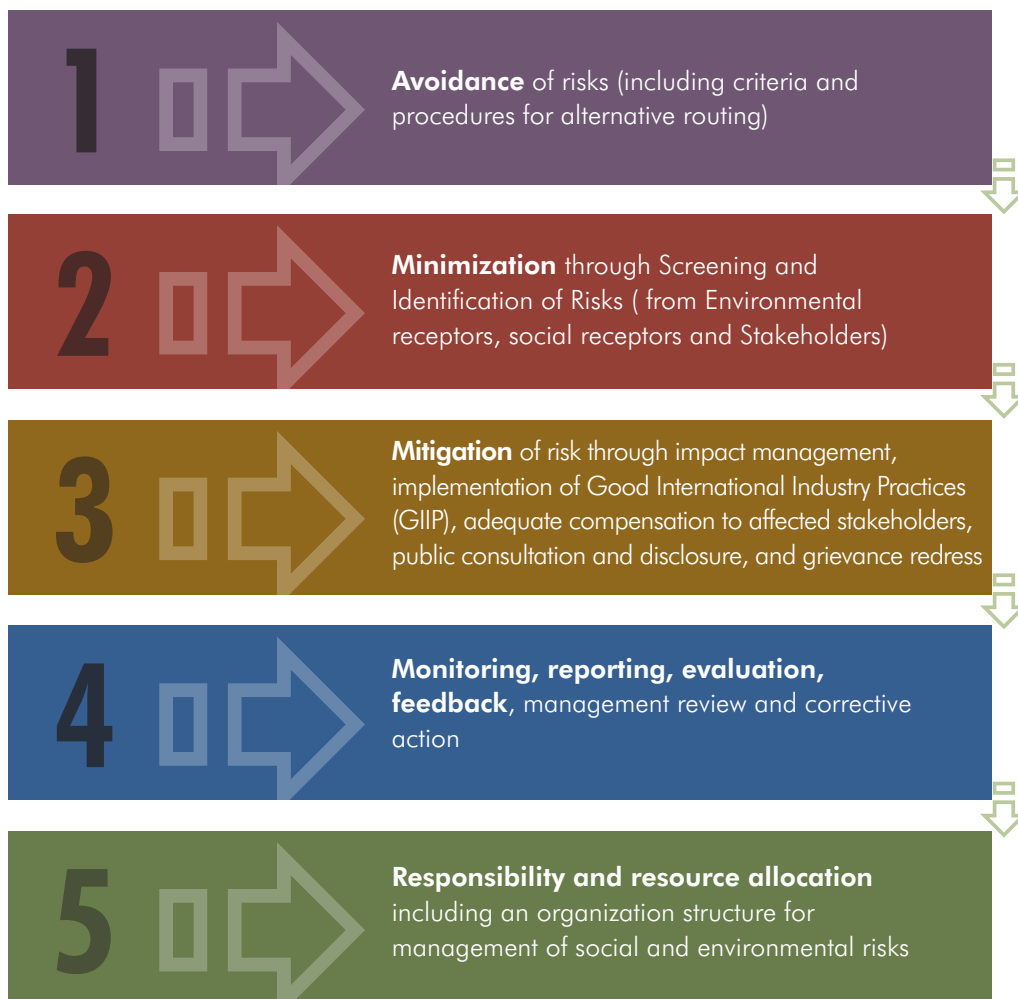 1
Avoidance of risks (including criteria and
procedures for alternative routing)
2
Minimization through Screening and
Identification of Risks ( from Environmental
receptors, social receptors and Stakeholders)
3
Mitigation of risk through impact management,
implementation of Good International Industry Practices
(GIIP), adequate compensation to affected stakeholders,
public consultation and disclosure, and grievance redress
4
Monitoring, reporting, evaluation,
feedback, management review and corrective
action
5
Responsibility and resource allocation
including an organization structure for
management of social and environmental risks